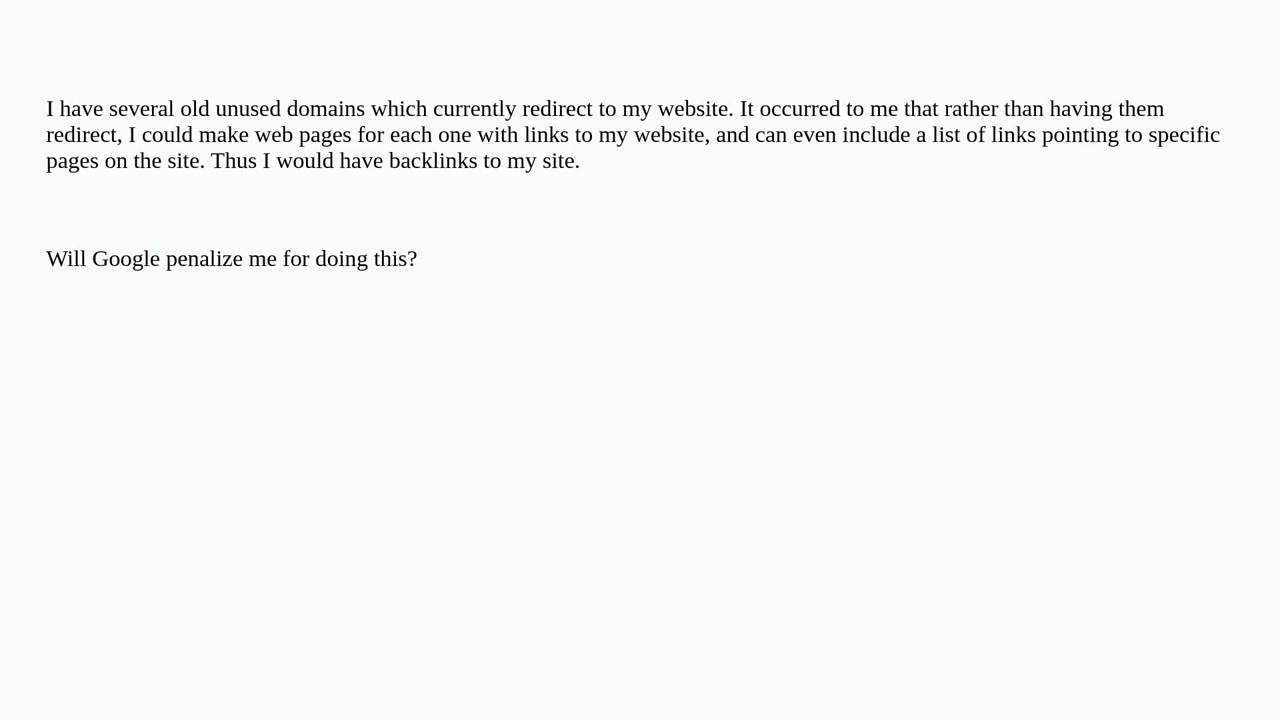 I have several old unused domains which currently redirect to my website. It occurred to me that rather than having them
redirect, I could make web pages for each one with links to my website, and can even include a list of links pointing to specific
pages on the site. Thus I would have backlinks to my site.
Will Google penalize me for doing this?